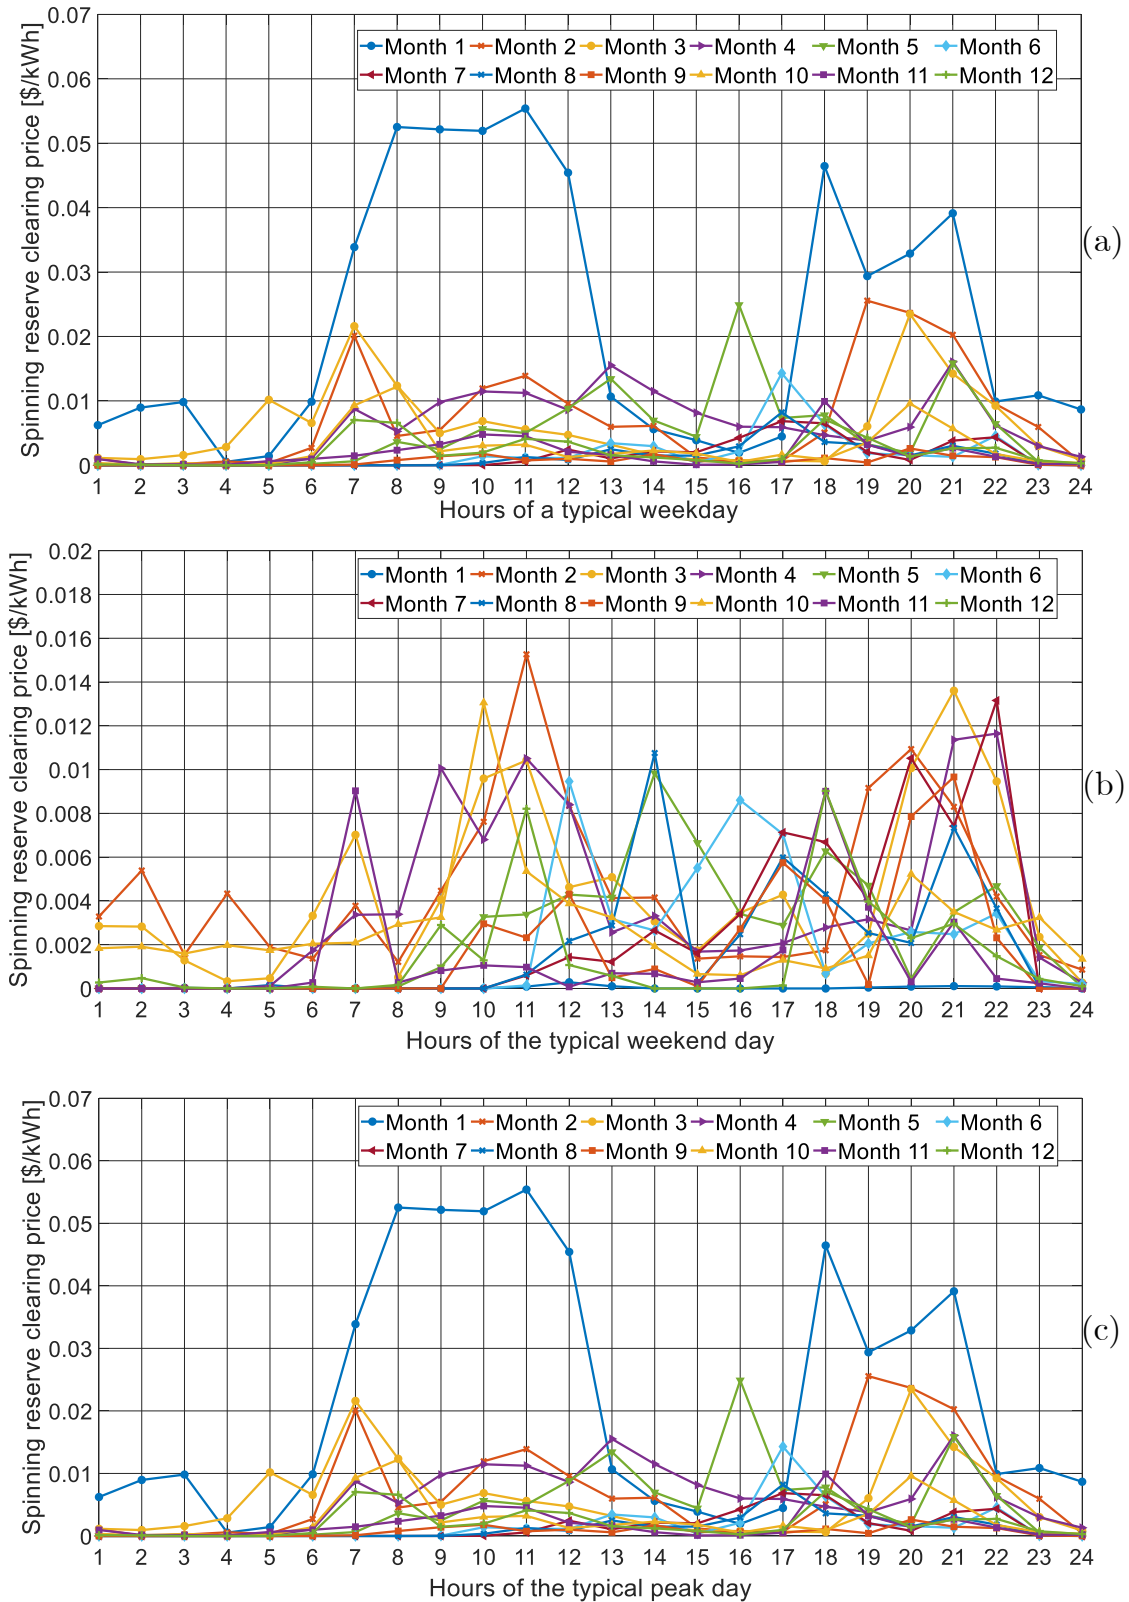 Spinning reserve clearing price [$/kWh]
0.07
0.06
0.05
0.04
0.03
0.02
0.01
0
Month 1 Month 2 Month 3 Month 4 Month 5 Month 6
Month 7 Month 8 Month 9 Month 10 Month 11 Month 12
(a)
1 2 3 4 5 6 7 8 9 10 11 12 13 14 15 16 17 18 19 20 21 22 23 24
Hours of a typical weekday
Spinning reserve clearing price [$/kWh]
0.02
0.018
0.016
0.014
0.012
0.01
0.008
0.006
0.004
0.002
0
Month 1 Month 2 Month 3 Month 4 Month 5 Month 6
Month 7 Month 8 Month 9 Month 10 Month 11 Month 12
(b)
1 2 3 4 5 6 7 8 9 10 11 12 13 14 15 16 17 18 19 20 21 22 23 24
Hours of the typical weekend day
Spinning reserve clearing price [$/kWh]
0.07
0.06
0.05
0.04
0.03
0.02
0.01
0
Month 1 Month 2 Month 3 Month 4 Month 5 Month 6
Month 7 Month 8 Month 9 Month 10 Month 11 Month 12
(c)
1 2 3 4 5 6 7 8 9 10 11 12 13 14 15 16 17 18 19 20 21 22 23 24
Hours of the typical peak day